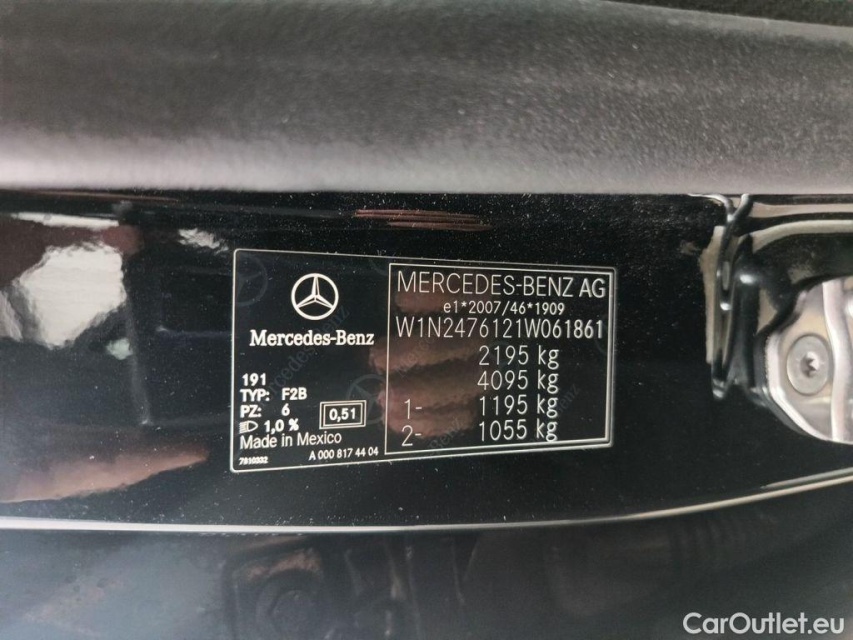 Mercedes-Benz
191
TYP: F2B
PZ: 6
1,0 %
0,51
Made in Mexico
7910332
A 000 817 44 04
MERCEDES-BENZ AG
e1*2007/46*1909
W1N2476121W061861
2195 kg
4095 kg
1- 1195 kg
2- 1055 kg
CarOutlet.eu